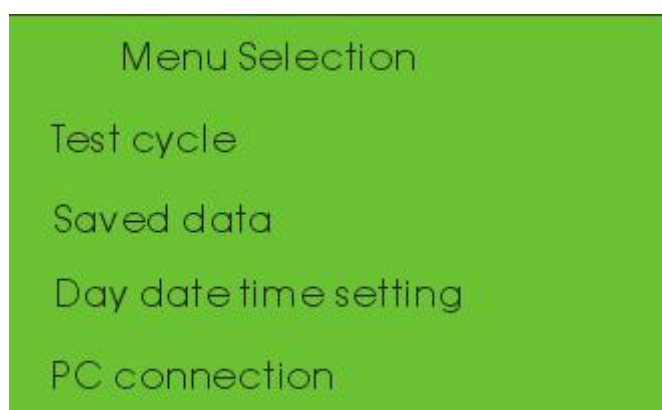 Menu Selection
Test cycle
Saved data
Day date time setting
PC connection